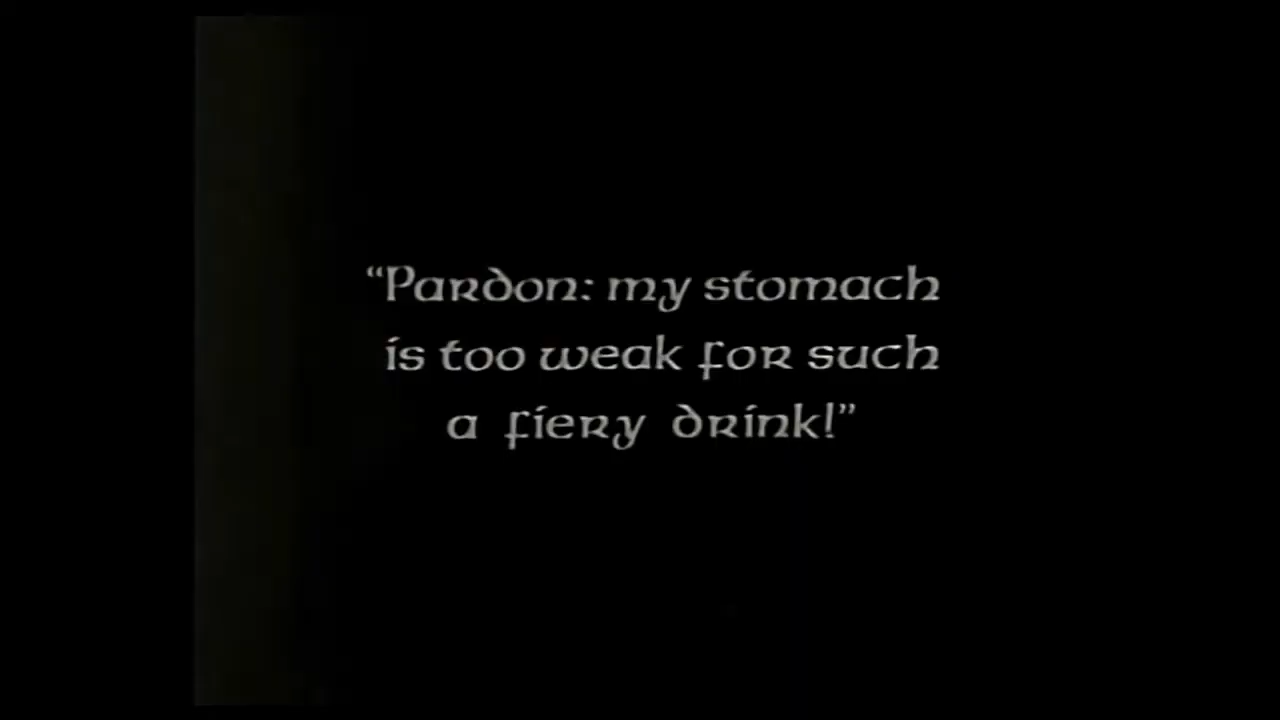 “Pardon: my stomach
is too weak for such
a fiery drink!”